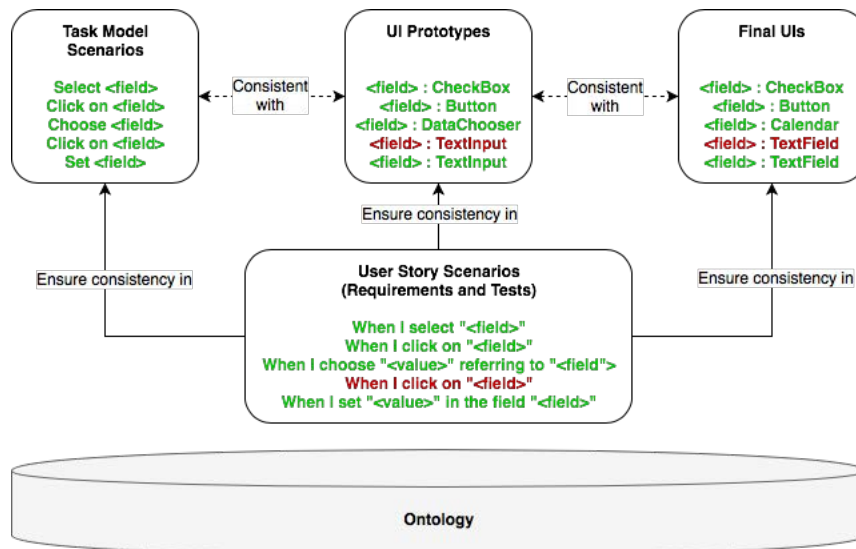 Task Model
Scenarios
Select <field>
Click on <field>
Choose <field>
Click on <field>
Set <field>
Consistent
with
UI Prototypes
<field> : CheckBox
<field> : Button
<field> : DataChooser
<field> : TextInput
<field> : TextInput
Consistent
with
Final UIs
<field> : CheckBox
<field> : Button
<field> : Calendar
<field> : TextField
<field> : TextField
Ensure consistency in
Ensure consistency in
Ensure consistency in
User Story Scenarios
(Requirements and Tests)
When I select "<field>"
When I click on "<field>"
When I choose "<value>" referring to "<field">
When I click on "<field>"
When I set "<value>" in the field "<field>"
Ontology